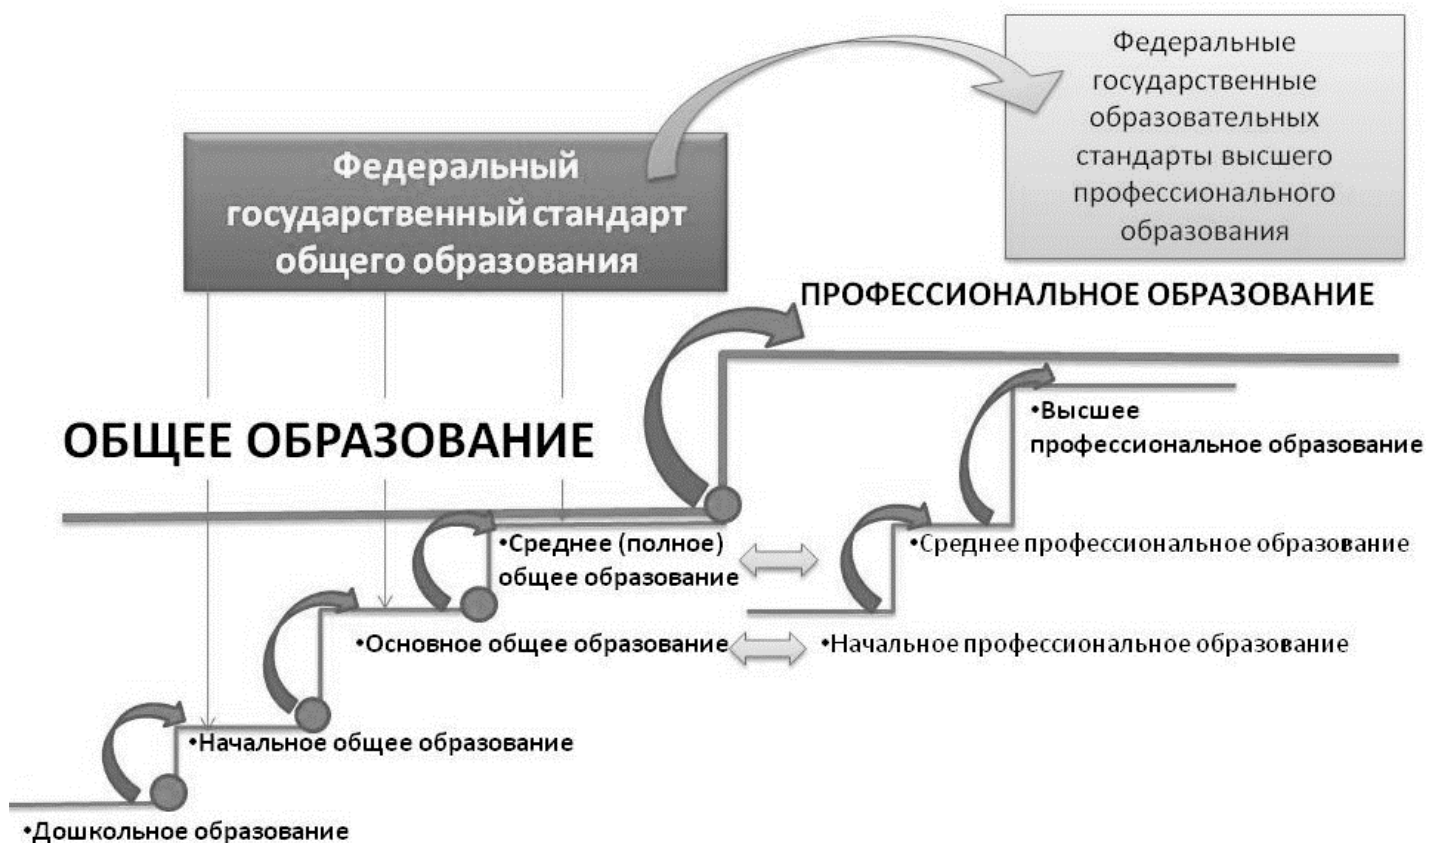 Федеральные
государственные
образовательных
стандарты высшего
профессионального
образования
Федеральный
государственный стандарт
общего образования
ПРОФЕССИОНАЛЬНОЕ ОБРАЗОВАНИЕ
ОБЩЕЕ ОБРАЗОВАНИЕ
•Высшее
профессиональное образование
•Среднее (полное)
общее образование
•Среднее профессиональное образование
•Основное общее образование
•Начальное профессиональное образование
•Начальное общее образование
•Дошкольное образование